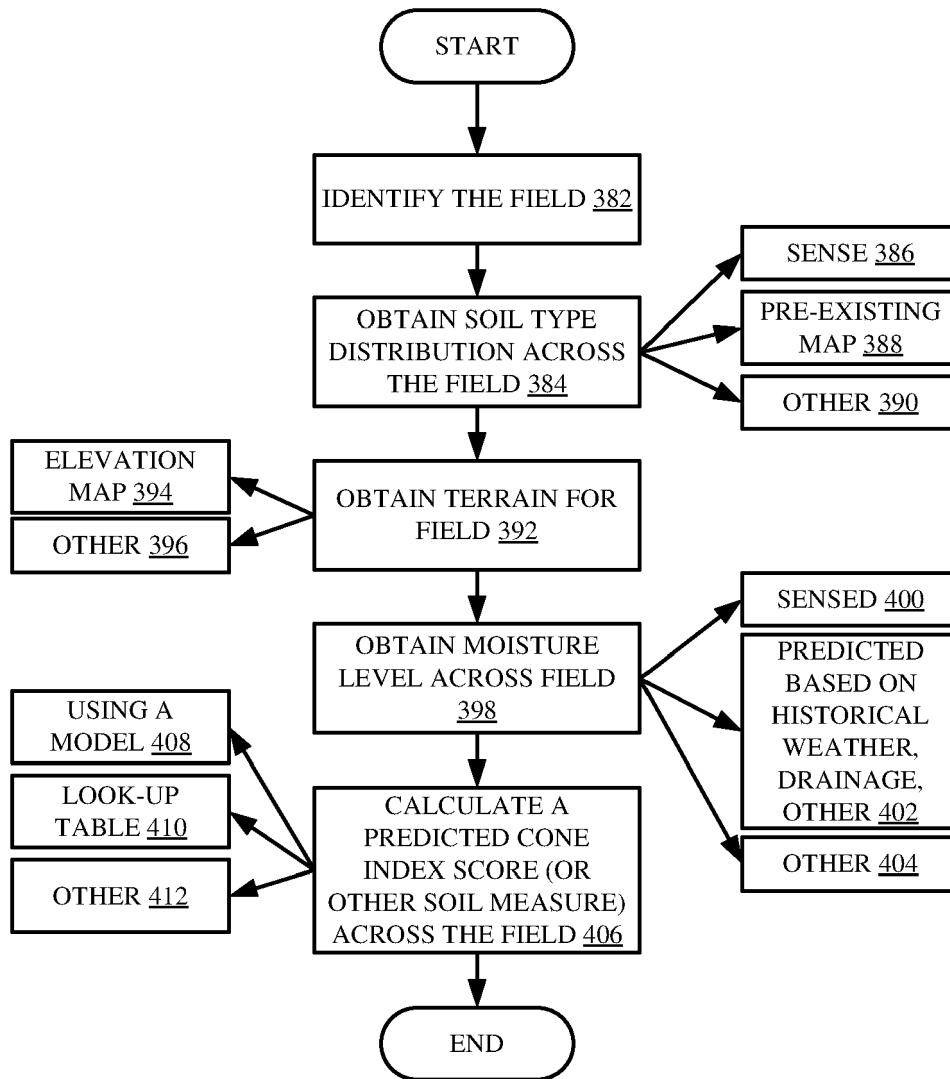 START
IDENTIFY THE FIELD 382
OBTAIN SOIL TYPE
DISTRIBUTION ACROSS
THE FIELD 384
SENSE 386
PRE-EXISTING
MAP 388
OTHER 390
OBTAIN TERRAIN FOR
FIELD 392
ELEVATION
MAP 394
OTHER 396
OBTAIN MOISTURE
LEVEL ACROSS FIELD
398
SENSED 400
PREDICTED
BASED ON
HISTORICAL
WEATHER,
DRAINAGE,
OTHER 402
OTHER 404
CALCULATE A
PREDICTED CONE
INDEX SCORE (OR
OTHER SOIL MEASURE)
ACROSS THE FIELD 406
USING A
MODEL 408
LOOK-UP
TABLE 410
OTHER 412
END